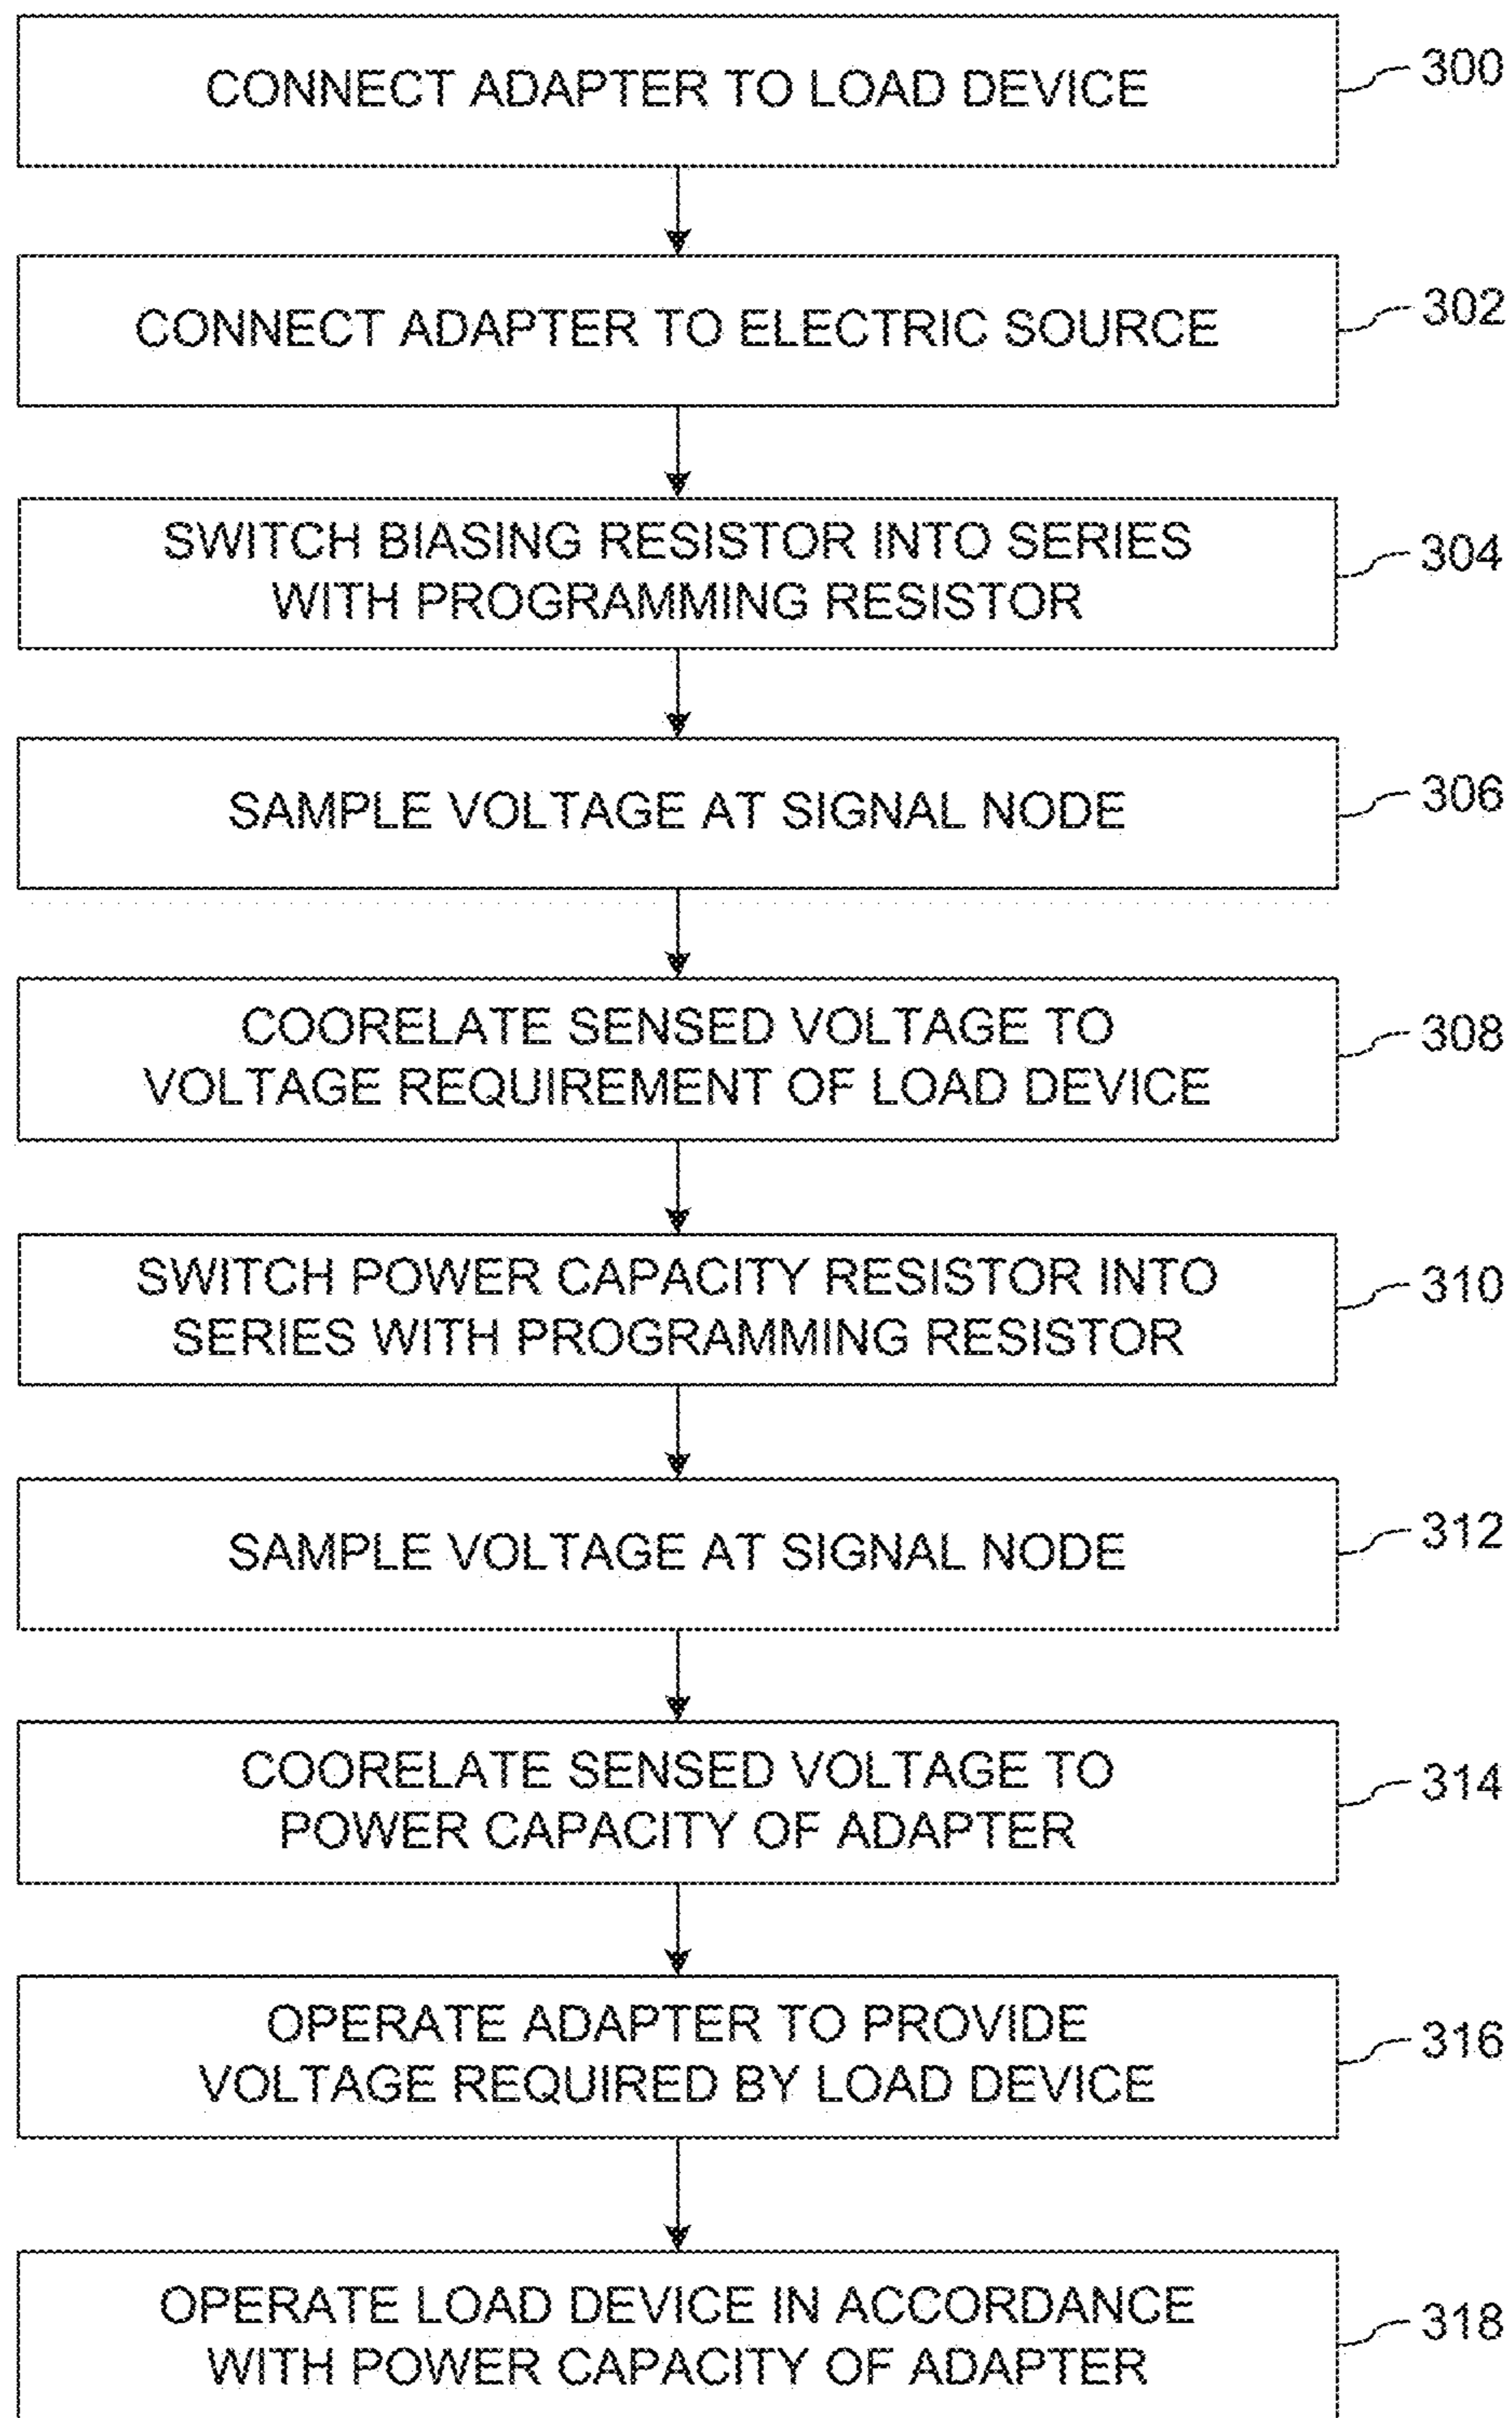 CONNECT ADAPTER TO LOAD DEVICE
300
CONNECT ADAPTER TO ELECTRIC SOURCE
302
SWITCH BIASING RESISTOR INTO SERIES
WITH PROGRAMMING RESISTOR
304
SAMPLE VOLTAGE AT SIGNAL NODE
306
COORELATE SENSED VOLTAGE TO
VOLTAGE REQUIREMENT OF LOAD DEVICE
308
SWITCH POWER CAPACITY RESISTOR INTO
SERIES WITH PROGRAMMING RESISTOR
310
SAMPLE VOLTAGE AT SIGNAL NODE
312
COORELATE SENSED VOLTAGE TO
POWER CAPACITY OF ADAPTER
314
OPERATE ADAPTER TO PROVIDE
VOLTAGE REQUIRED BY LOAD DEVICE
316
OPERATE LOAD DEVICE IN ACCORDANCE
WITH POWER CAPACITY OF ADAPTER
318